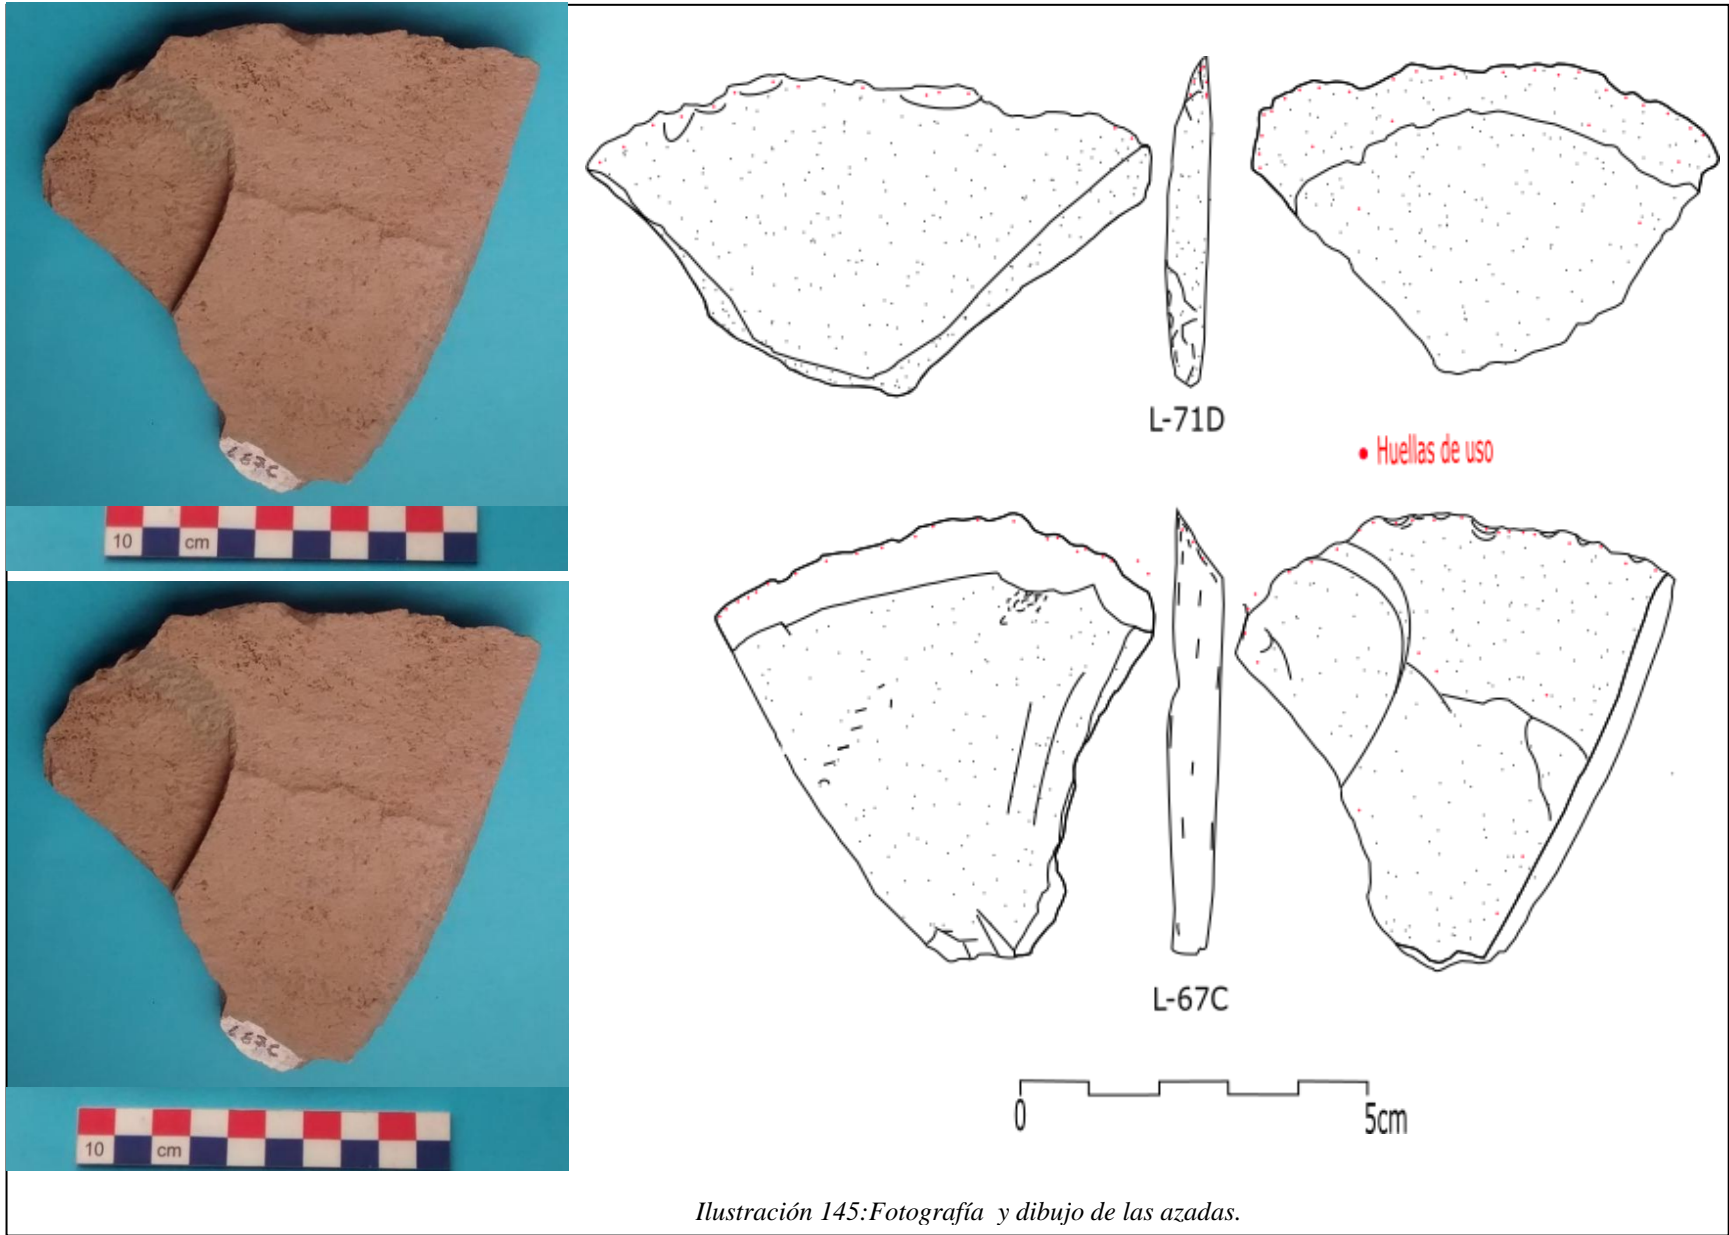 10 cm
10 cm
L-71D
• Huellas de uso
L-67C
0 5cm
Ilustración 145:Fotografía y dibujo de las azadas.